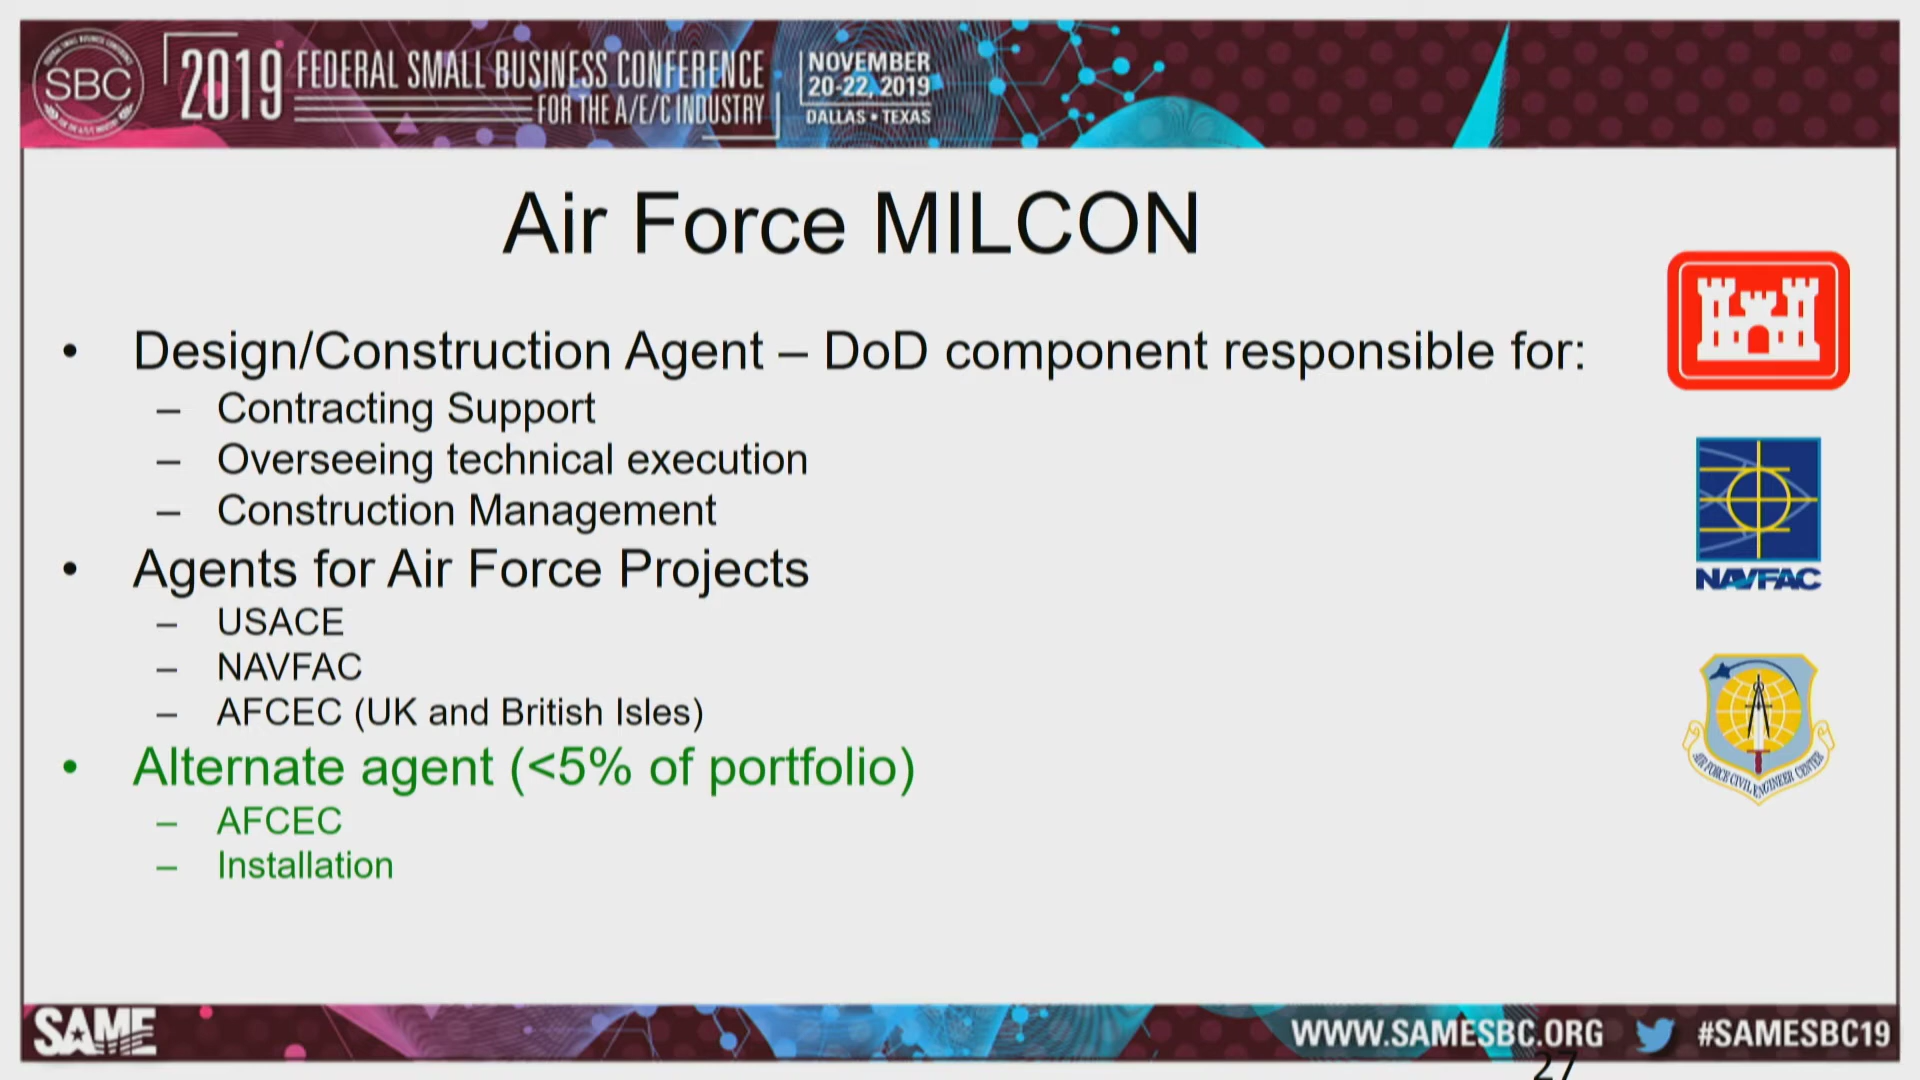 SBC
2019 FEDERAL SMALL BUSINESS CONFERENCE
FOR THE A/E/C INDUSTRY
NOVEMBER
20-22, 2019
DALLAS • TEXAS
Air Force MILCON
• Design/Construction Agent – DoD component responsible for:
– Contracting Support
– Overseeing technical execution
– Construction Management
• Agents for Air Force Projects
– USACE
– NAVFAC
– AFCEC (UK and British Isles)
• Alternate agent (<5% of portfolio)
– AFCEC
– Installation
NAVFAC
AIR FORCE CIVIL ENGINEER CENTER
SAME
WWW.SAMESBC.ORG
#SAMESBC19
27